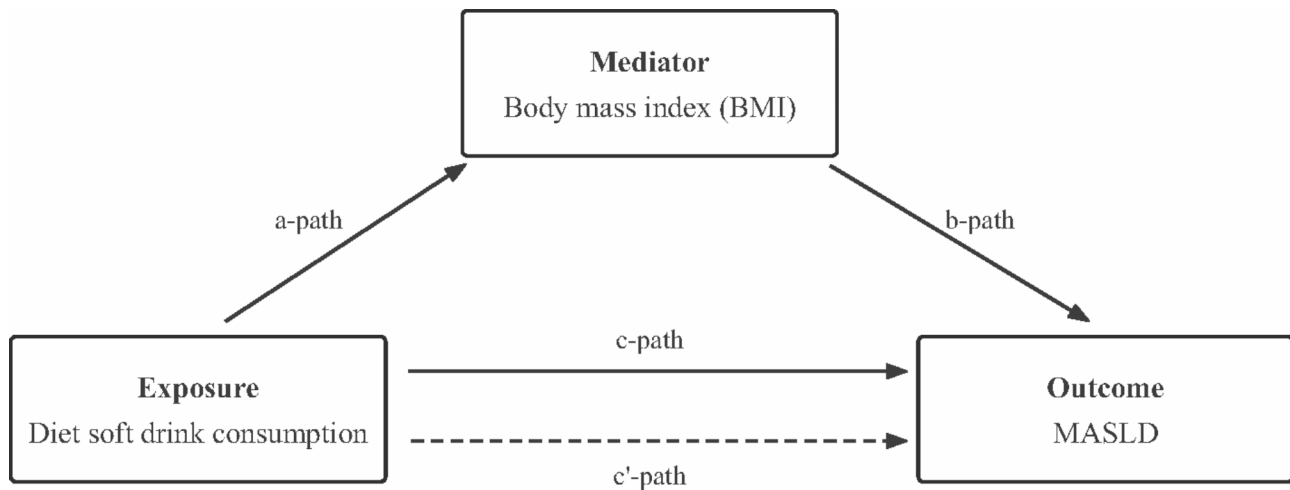 Mediator
Body mass index (BMI)
a-path
b-path
c-path
Exposure
Diet soft drink consumption
Outcome
MASLD
c'-path